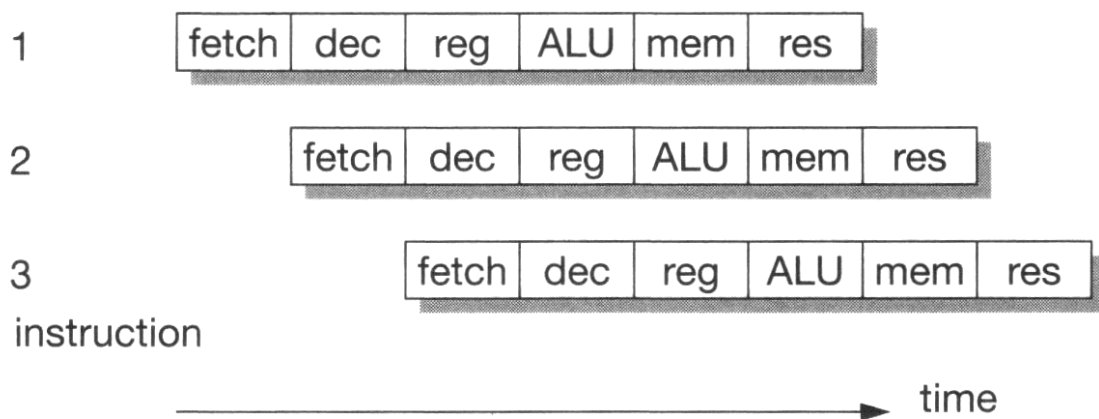 1 fetch dec reg ALU mem res
2 fetch dec reg ALU mem res
3 fetch dec reg ALU mem res
instruction
time